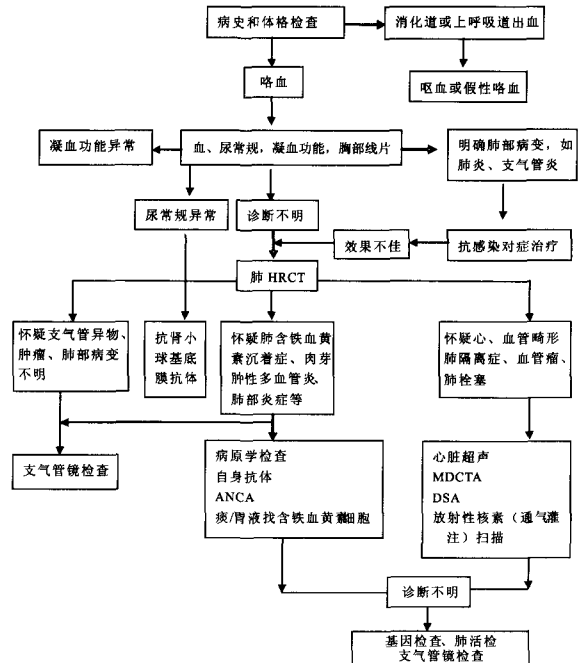 病史和体格检查
消化道或上呼吸道出血
咯血
呕血或假性咯血
凝血功能异常
血、尿常规，凝血功能，胸部线片
明确肺部病变，如
肺炎、支气管炎
尿常规异常
诊断不明
效果不佳
抗感染对症治疗
肺 HRCT
怀疑支气管异物、
肿瘤、肺部病变
不明
抗肾小
球基底
膜抗体
怀疑肺含铁血黄
素沉着症、肉芽
肿性多血管炎、
肺部炎症等
怀疑心、血管畸形
肺隔离症、血管瘤、
肺栓塞
支气管镜检查
病原学检查
自身抗体
ANCA
痰/胃液找含铁血黄素细胞
心脏超声
MDCTA
DSA
放射性核素（通气灌
注）扫描
诊断不明
基因检查、肺活检
支气管镜检查